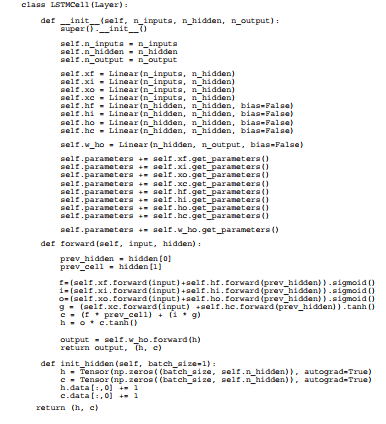 class LSTMCell(Layer):
def __init__(self, n_inputs, n_hidden, n_output):
super().__init__()
self.n_inputs = n_inputs
self.n_hidden = n_hidden
self.n_output = n_output
self.xf = Linear(n_inputs, n_hidden)
self.xi = Linear(n_inputs, n_hidden)
self.xo = Linear(n_inputs, n_hidden)
self.xc = Linear(n_inputs, n_hidden)
self.hf = Linear(n_hidden, n_hidden, bias=False)
self.hi = Linear(n_hidden, n_hidden, bias=False)
self.ho = Linear(n_hidden, n_hidden, bias=False)
self.hc = Linear(n_hidden, n_hidden, bias=False)
self.w_ho = Linear(n_hidden, n_output, bias=False)
self.parameters += self.xf.get_parameters()
self.parameters += self.xi.get_parameters()
self.parameters += self.xo.get_parameters()
self.parameters += self.xc.get_parameters()
self.parameters += self.hf.get_parameters()
self.parameters += self.hi.get_parameters()
self.parameters += self.ho.get_parameters()
self.parameters += self.hc.get_parameters()
self.parameters += self.w_ho.get_parameters()
def forward(self, input, hidden):
prev_hidden = hidden[0]
prev_cell = hidden[1]
f=(self.xf.forward(input)+self.hf.forward(prev_hidden)).sigmoid()
i=(self.xi.forward(input)+self.hi.forward(prev_hidden)).sigmoid()
o=(self.xo.forward(input)+self.ho.forward(prev_hidden)).sigmoid()
g = (self.xc.forward(input) +self.hc.forward(prev_hidden)).tanh()
c = (f * prev_cell) + (i * g)
h = o * c.tanh()
output = self.w_ho.forward(h)
return output, (h, c)
def init_hidden(self, batch_size=1):
h = Tensor(np.zeros((batch_size, self.n_hidden)), autograd=True)
c = Tensor(np.zeros((batch_size, self.n_hidden)), autograd=True)
h.data[:,0] += 1
c.data[:,0] += 1
return (h, c)